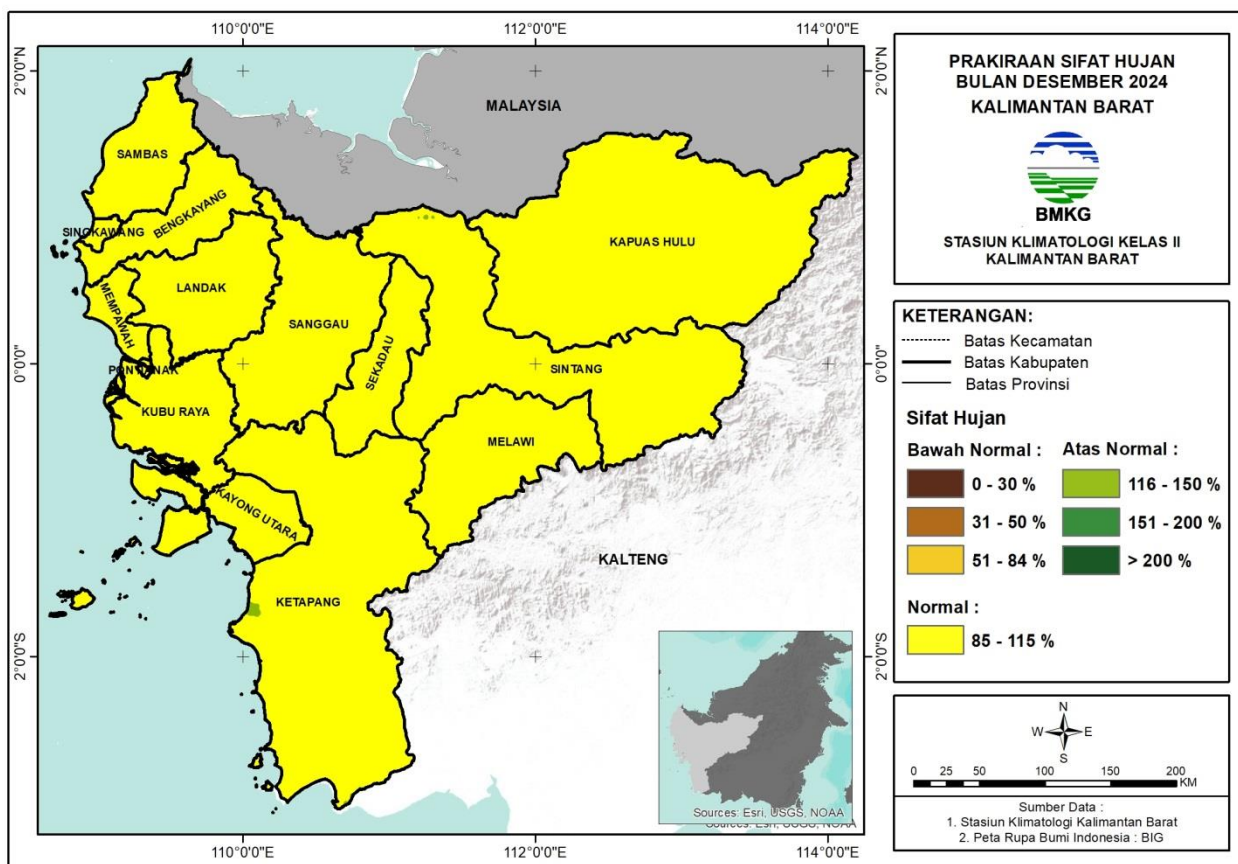 110°0'0"E
112°0'0"E
114°0'0"E
2°0'0"N
2°0'0"N
0°0'0"
0°0'0"
2°0'0"S
2°0'0"S
110°0'0"E
112°0'0"E
114°0'0"E
MALAYSIA
SAMBAS
SINGKAWANG
BENGKAYANG
KAPUAS HULU
LANDAK
MEMPAWAH
SANGGAU
SEKADAU
SINTANG
PONTIANAK
KUBU RAYA
MELAWI
KAYONG UTARA
KETAPANG
KALTENG
Sources: Esri, USGS, NOAA
Sources: Esri, USGS, NOAA
PRAKIRAAN SIFAT HUJAN
BULAN DESEMBER 2024
KALIMANTAN BARAT
BMKG
STASIUN KLIMATOLOGI KELAS II
KALIMANTAN BARAT
KETERANGAN:
Batas Kecamatan
Batas Kabupaten
Batas Provinsi
Sifat Hujan
Bawah Normal : Atas Normal :
0 - 30 % 116 - 150 %
31 - 50 % 151 - 200 %
51 - 84 % > 200 %
Normal :
85 - 115 %
N
W E
S
0 25 50 100 150 200
KM
Sumber Data :
1. Stasiun Klimatologi Kalimantan Barat
2. Peta Rupa Bumi Indonesia : BIG